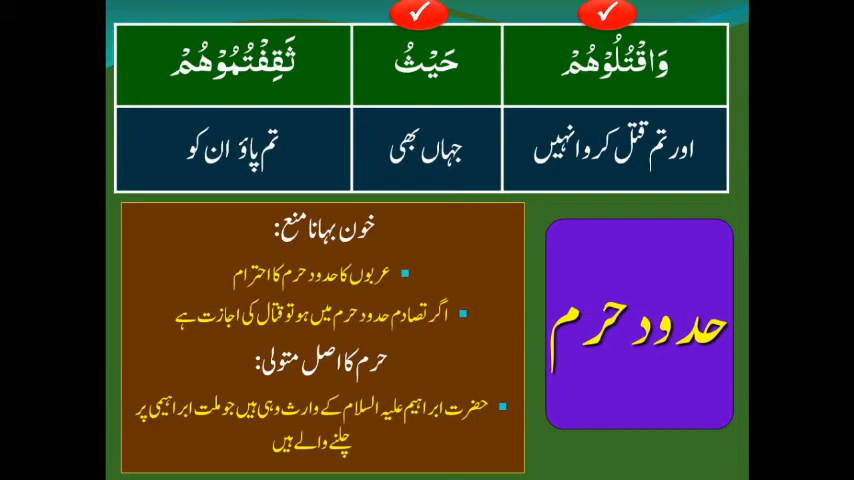 وَاقْتُلُوْهُمْ حَيْثُ ثَقِفْتُمُوْهُمْ
اور تم قتل کرو انہیں جہاں بھی تم پاؤ ان کو
خون بہانا منع:
عربوں کا حدود حرم کا احترام
اگر تصادم حدود حرم میں ہو تو قتال کی اجازت ہے
حرم کا اصل متولی:
حضرت ابراہیم علیہ السلام کے وارث وہی ہیں جو ملت ابراہیمی پر
چلنے والے ہیں
حدود حرم